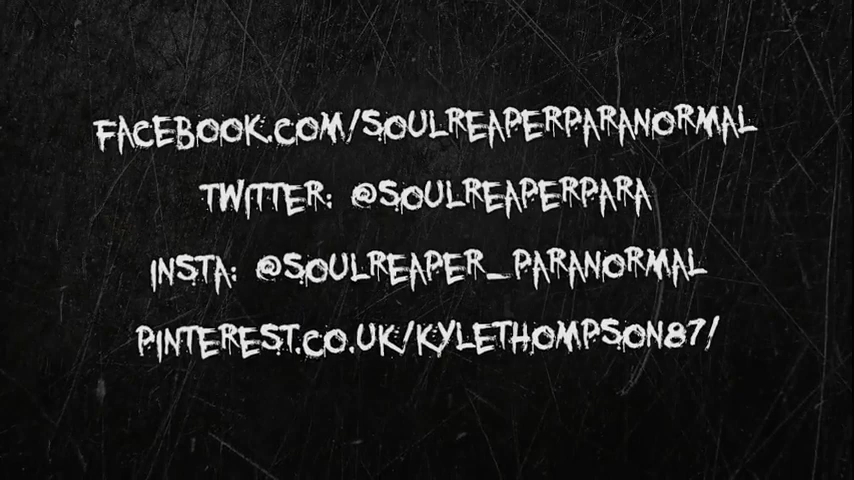 FACEBOOK.COM/SOULREAPERPARANORMAL
TWITTER: @SOULREAPERPARA
INSTA: @SOULREAPER_PARANORMAL
PINTEREST.CO.UK/KYLETHOMPSON87/